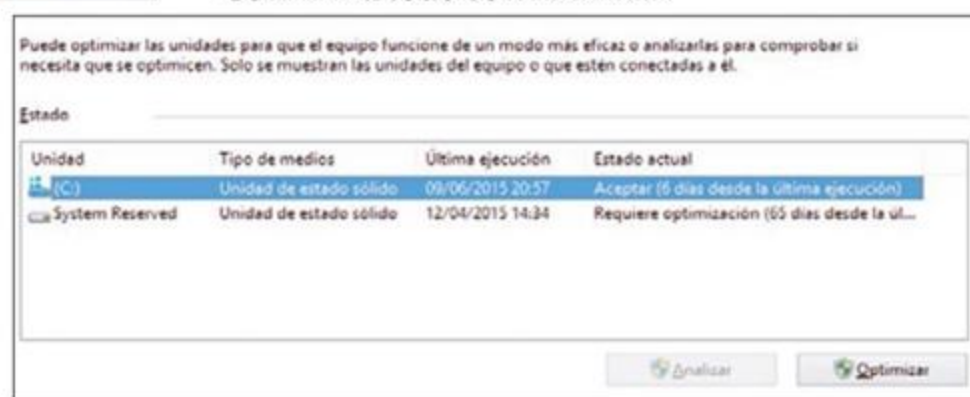 Puede optimizar las unidades para que el equipo funcione de un modo más eficaz o analizarlas para comprobar si
necesita que se optimicen. Solo se muestran las unidades del equipo o que estén conectadas a él.
Estado
Unidad Tipo de medios Última ejecución Estado actual
(C:) Unidad de estado sólido 09/06/2015 20:57 Aceptar (6 días desde la última ejecución)
System Reserved Unidad de estado sólido 12/04/2015 14:34 Requiere optimización (65 días desde la úl...
Analizar Optimizar